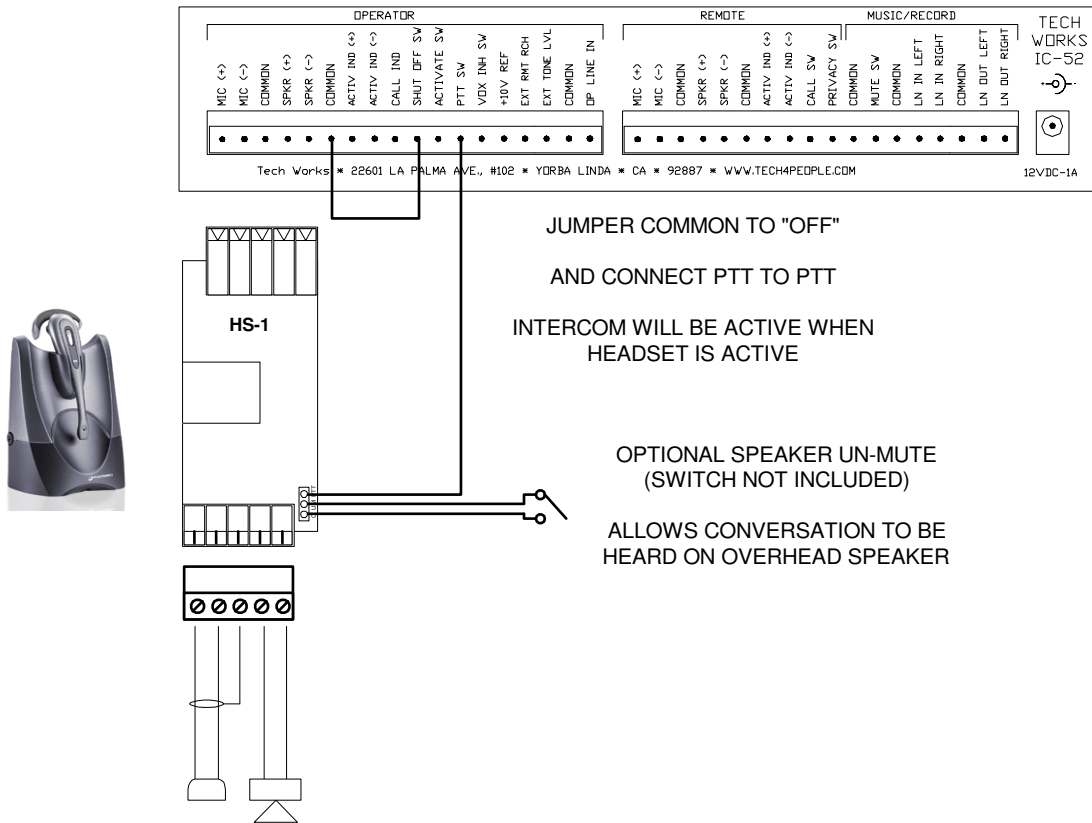 OPERATOR
REMOTE
MUSIC/RECORD
TECH
WORKS
IC-52
MIC (+)
MIC (-)
COMMON
SPKR (+)
SPKR (-)
COMMON
ACTIV IND (+)
ACTIV IND (-)
CALL IND
SHUT OFF SW
ACTIVATE SW
PTT SW
VOX INH SW
+10V REF
EXT RMT RCH
EXT TONE LVL
COMMON
OP LINE IN
MIC (+)
MIC (-)
COMMON
SPKR (+)
SPKR (-)
COMMON
ACTIV IND (+)
ACTIV IND (-)
CALL SW
PRIVACY SW
COMMON
MUTE SW
COMMON
LN IN LEFT
LN IN RIGHT
COMMON
LN OUT LEFT
LN OUT RIGHT
Tech Works * 22601 LA PALMA AVE., #102 * YORBA LINDA * CA * 92887 * WWW.TECH4PEOPLE.COM
12VDC-1A
JUMPER COMMON TO "OFF"
AND CONNECT PTT TO PTT
INTERCOM WILL BE ACTIVE WHEN
HEADSET IS ACTIVE
HS-1
OPTIONAL SPEAKER UN-MUTE
(SWITCH NOT INCLUDED)
ALLOWS CONVERSATION TO BE
HEARD ON OVERHEAD SPEAKER